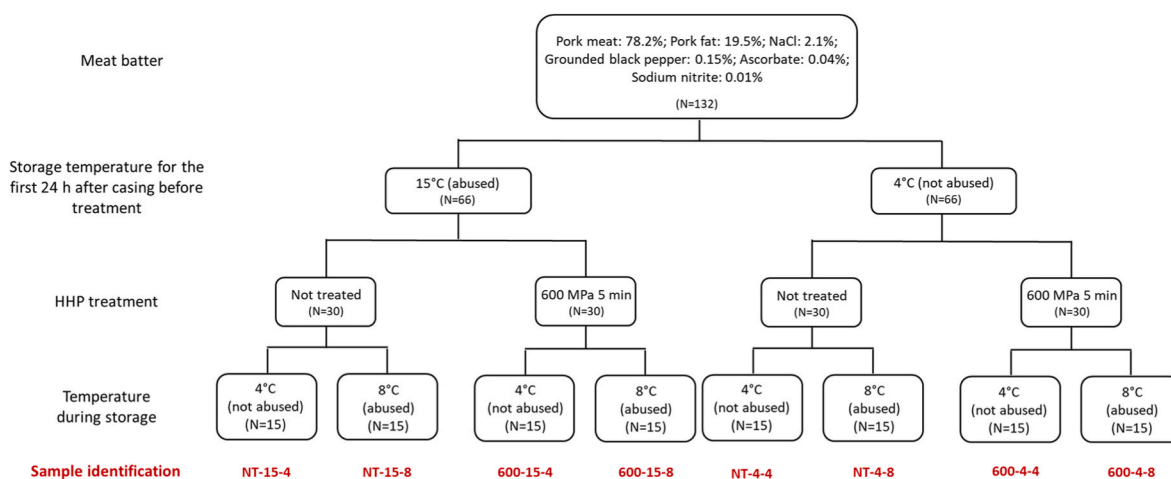 Meat batter
Pork meat: 78.2%; Pork fat: 19.5%; NaCl: 2.1%;
Grounded black pepper: 0.15%; Ascorbate: 0.04%;
Sodium nitrite: 0.01%
(N=132)
Storage temperature for the
first 24 h after casing before
treatment
15°C (abused)
(N=66)
4°C (not abused)
(N=66)
HHP treatment
Not treated
(N=30)
600 MPa 5 min
(N=30)
Not treated
(N=30)
600 MPa 5 min
(N=30)
Temperature
during storage
4°C
(not abused)
(N=15)
8°C
(abused)
(N=15)
4°C
(not abused)
(N=15)
8°C
(abused)
(N=15)
4°C
(not abused)
(N=15)
8°C
(abused)
(N=15)
4°C
(not abused)
(N=15)
8°C
(abused)
(N=15)
Sample identification
NT-15-4
NT-15-8
600-15-4
600-15-8
NT-4-4
NT-4-8
600-4-4
600-4-8